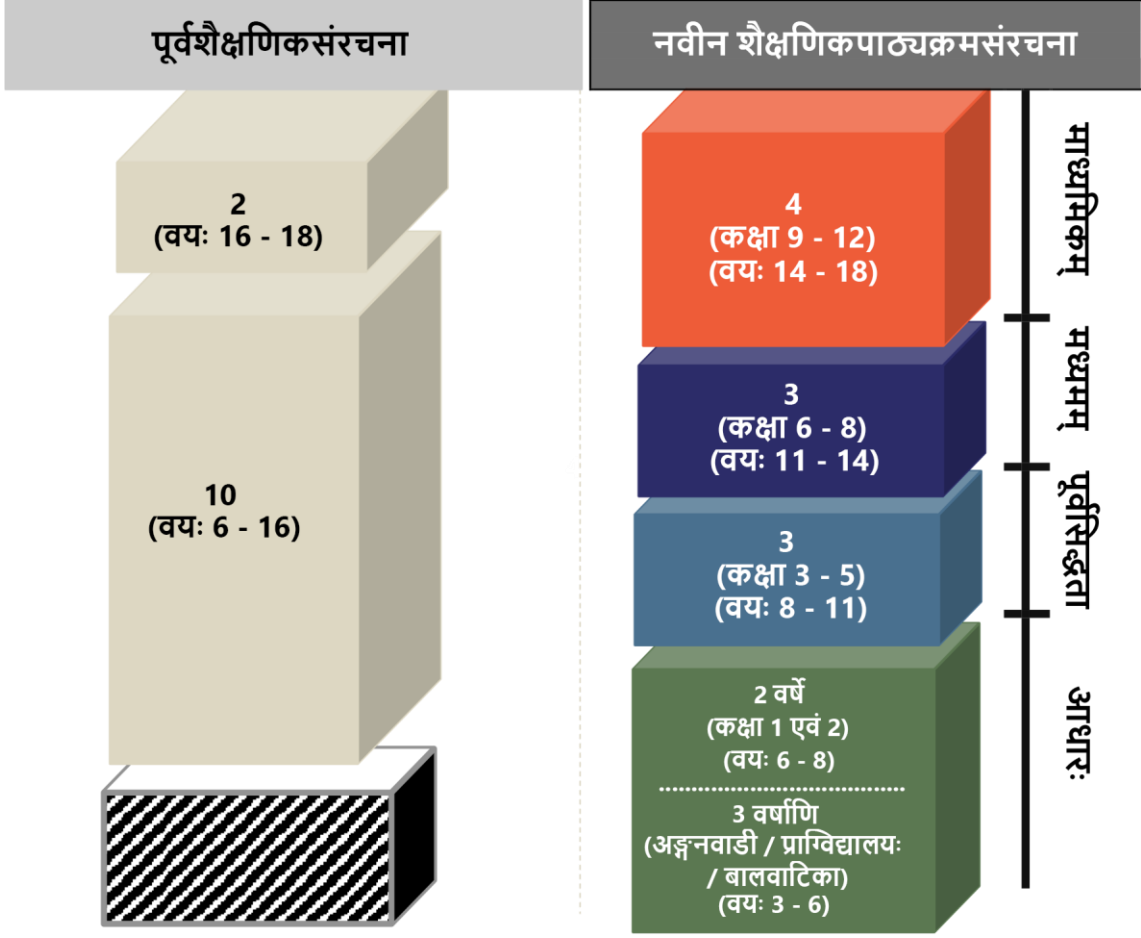 पूर्वशैक्षणिकसंरचना
2
(वयः 16 - 18)
10
(वयः 6 - 16)
नवीन शैक्षणिकपाठ्यक्रमसंरचना
4
(कक्षा 9 - 12)
(वयः 14 - 18)
3
(कक्षा 6 - 8)
(वयः 11 - 14)
3
(कक्षा 3 - 5)
(वयः 8 - 11)
2 वर्षे
(कक्षा 1 एवं 2)
(वयः 6 - 8)
3 वर्षाणि
(अङ्गनवाडी / प्राग्विद्यालयः
/ बालवाटिका)
(वयः 3 - 6)
माध्यामिकम्
मध्यमम्
पूर्वसिद्धता
आधारः